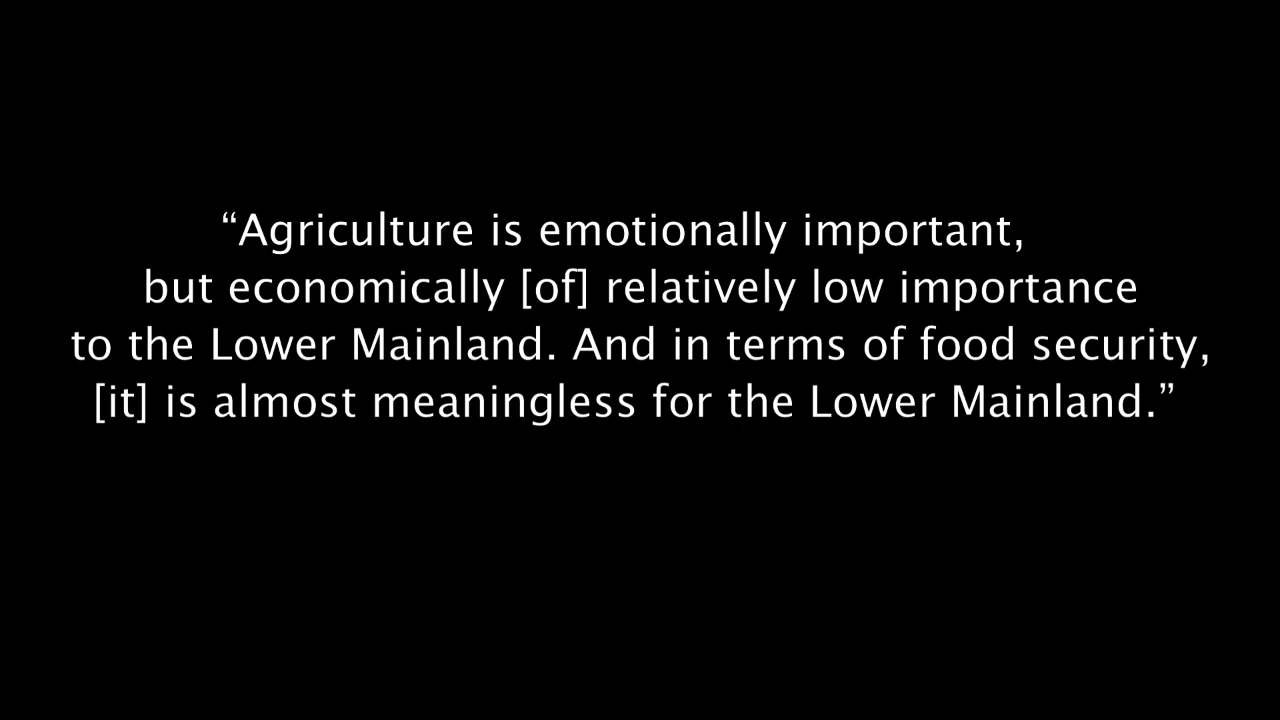 “Agriculture is emotionally important,
but economically [of] relatively low importance
to the Lower Mainland. And in terms of food security,
[it] is almost meaningless for the Lower Mainland.”